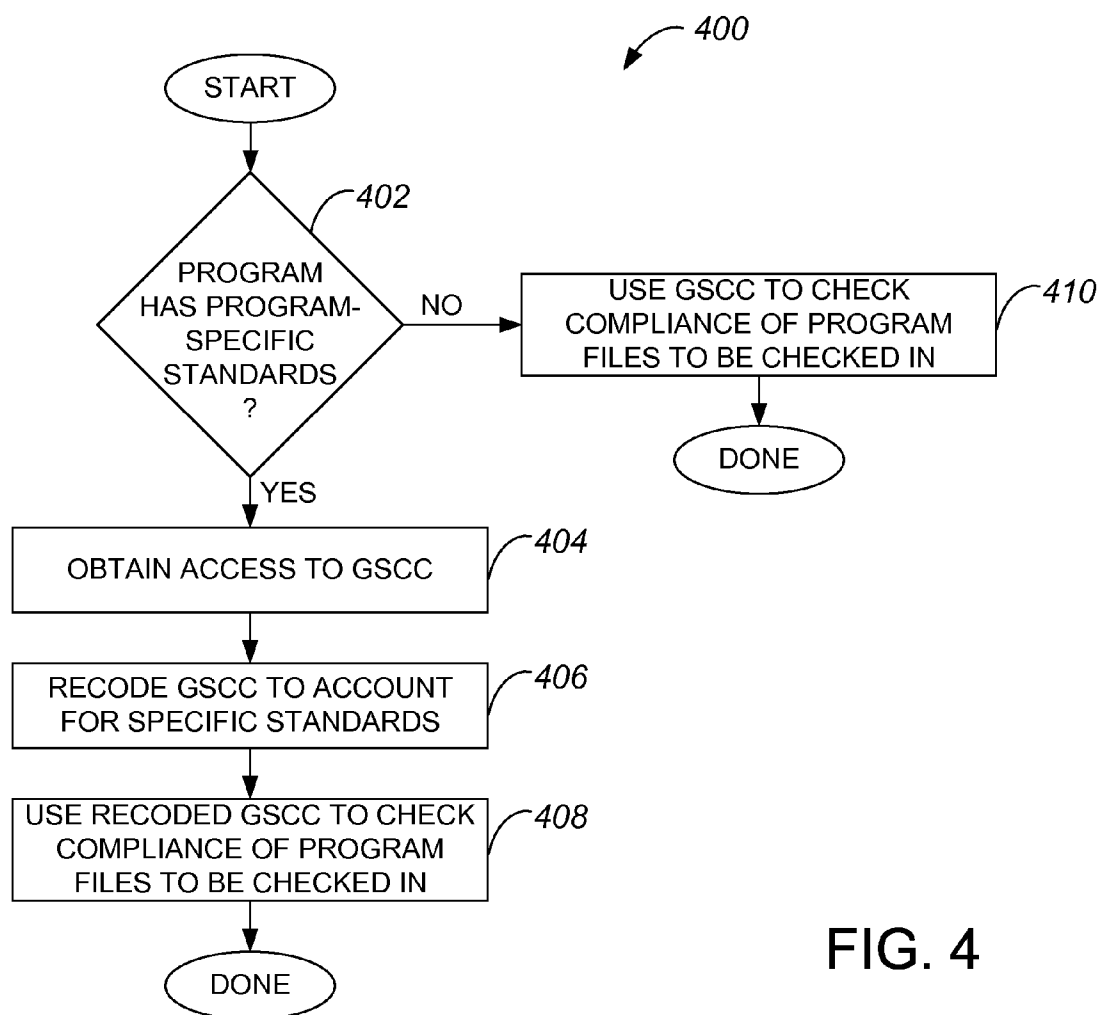 400
START
402
PROGRAM
HAS PROGRAM-
SPECIFIC
STANDARDS
?
NO
USE GSCC TO CHECK
COMPLIANCE OF PROGRAM
FILES TO BE CHECKED IN
410
DONE
YES
OBTAIN ACCESS TO GSCC
404
RECODE GSCC TO ACCOUNT
FOR SPECIFIC STANDARDS
406
USE RECODED GSCC TO CHECK
COMPLIANCE OF PROGRAM
FILES TO BE CHECKED IN
408
DONE
FIG. 4